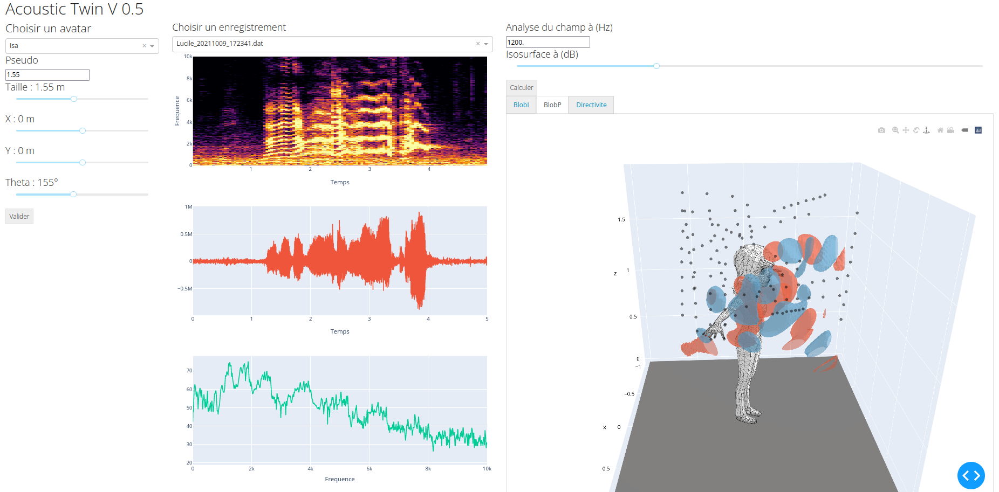 Acoustic Twin V 0.5
Choisir un avatar
Isa
Pseudo
1.55
Taille : 1.55 m
X : 0 m
Y : 0 m
Theta : 155°
Valider
Choisir un enregistrement
Lucile_20211009_172341.dat
10k
8k
6k
4k
2k
0
Frequence
1 2 3 4
Temps
1M
0.5M
0
−0.5M
0 1 2 3 4 5
Temps
70
60
50
40
30
20
0 2k 4k 6k 8k 10k
Frequence
Analyse du champ à (Hz)
1200.
Isosurface à (dB)
Calculer
BlobI BlobP Directivite
1.5
z 1
0.5
0
−1
−0.5
x 0
0.5